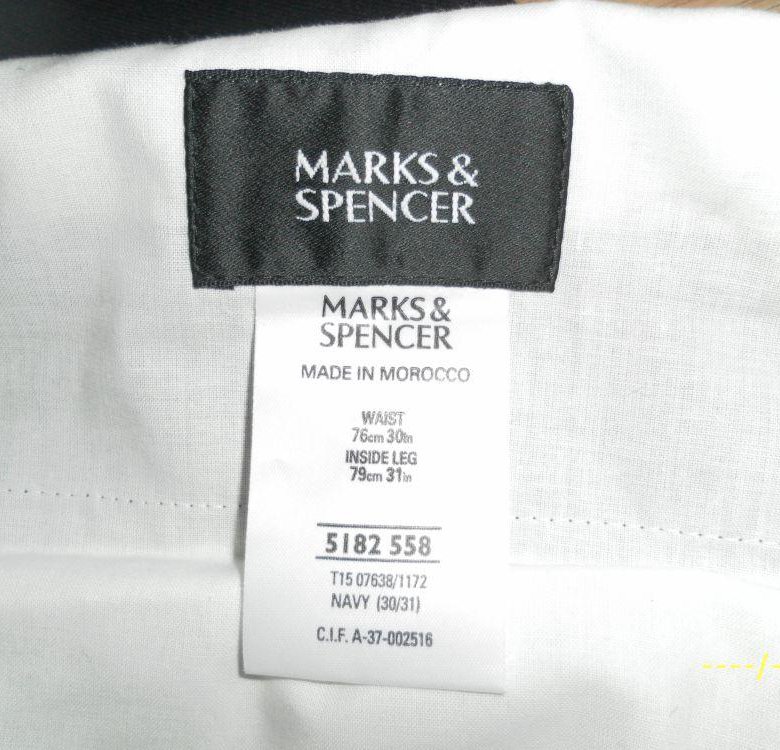 MARKS &
SPENCER
MARKS &
SPENCER
MADE IN MOROCCO
WAIST
76cm 30in
INSIDE LEG
79cm 31in
5182 558
T15 07638/1172
NAVY (30/31)
C.I.F. A-37-002516
----/-